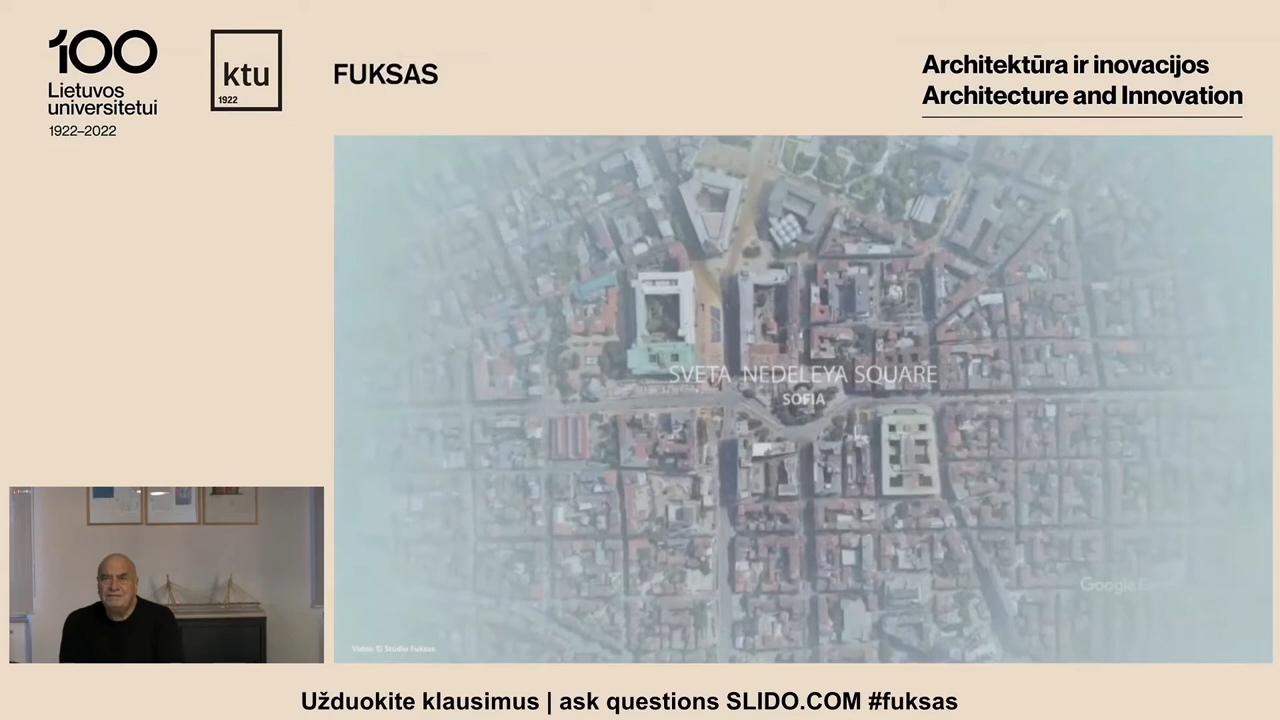 100
Lietuvos
universitetui
1922–2022
ktu
1922
FUKSAS
Architektūra ir inovacijos
Architecture and Innovation
SVETA NEDELEYA SQUARE
SOFIA
Google Earth
Video © Studio Fuksas
Užduokite klausimus | ask questions SLIDO.COM #fuksas